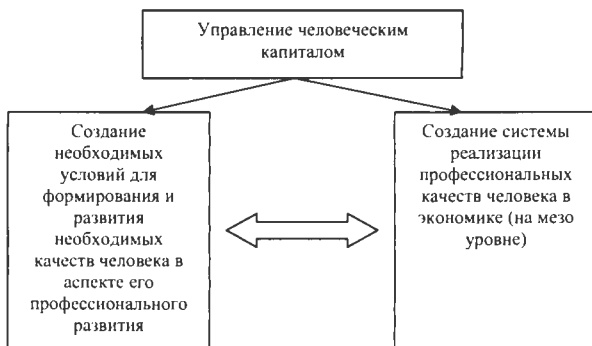 Управление человеческим
капиталом
Создание
необходимых
условий для
формирования и
развития
необходимых
качеств человека в
аспекте его
профессионального
развития
Создание системы
реализации
профессиональных
качеств человека в
экономике (на мезо
уровне)